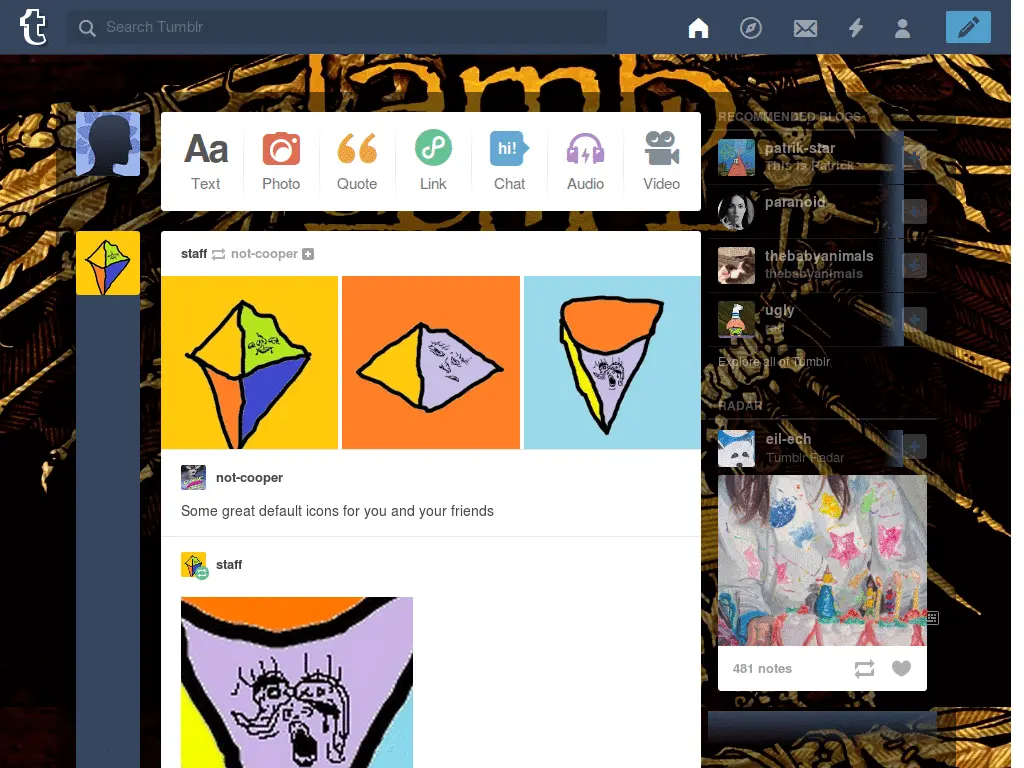 t
Search Tumblr
lamb
Aa
Text
Photo
Quote
Link
hi!
Chat
Audio
Video
staff not-cooper
not-cooper
Some great default icons for you and your friends
staff
RECOMMENDED BLOGS
patrik-star
This is Patrick
paranoid
thebabyanimals
thebabyanimals
ugly
Explore all of Tumblr
RADAR
eil-ech
Tumblr Radar
481 notes